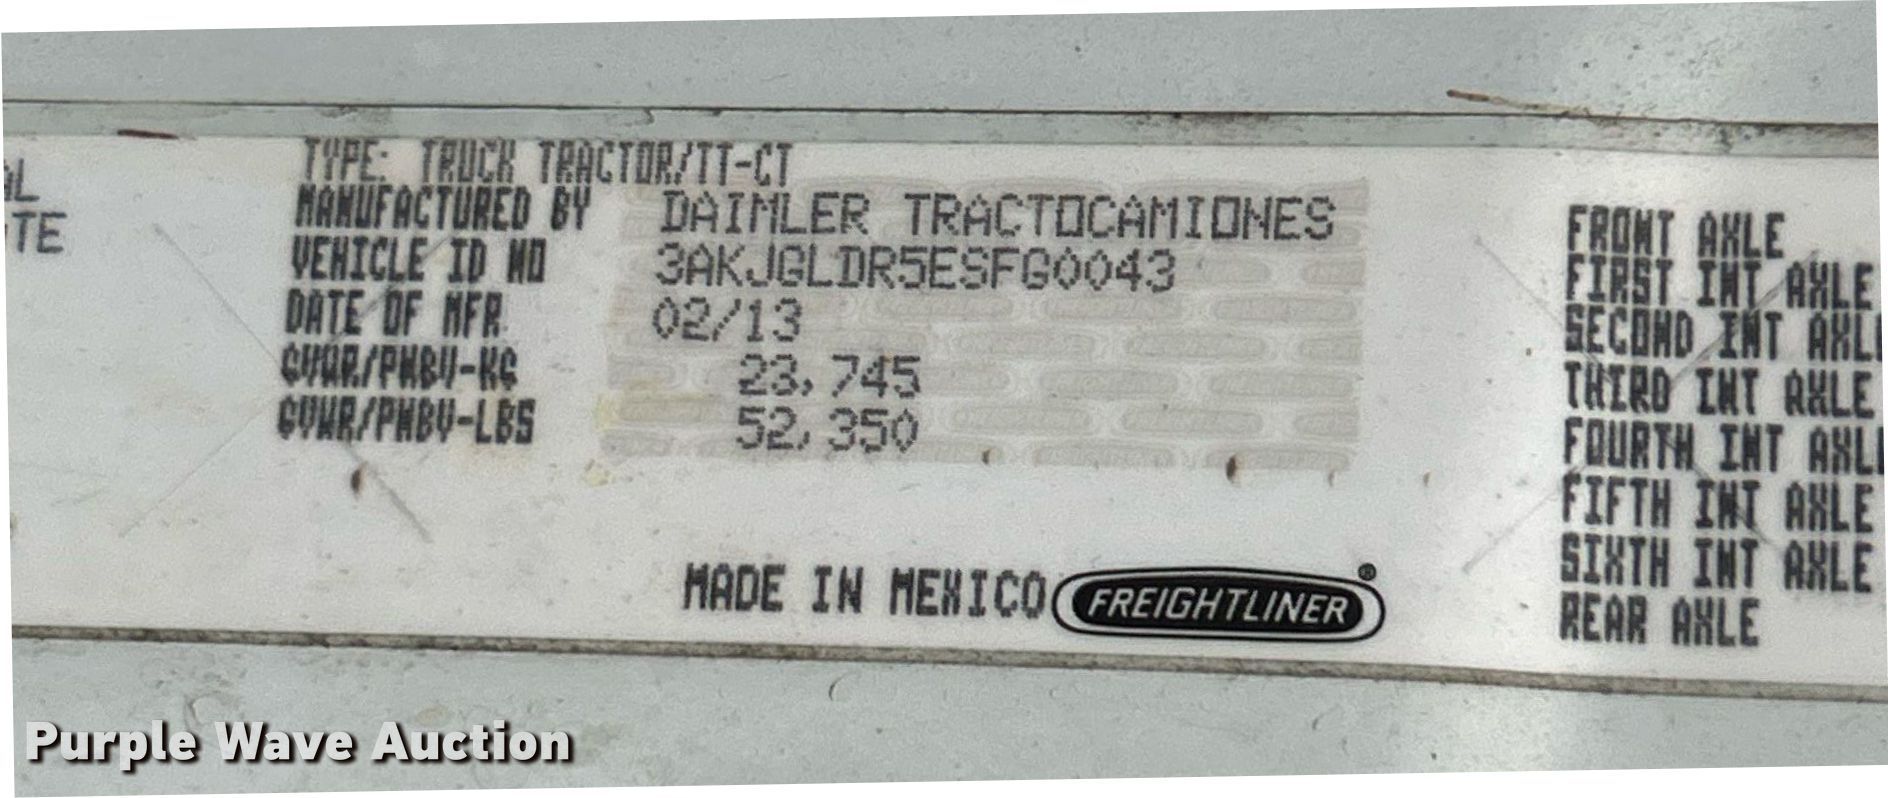 AL
TE
TYPE: TRUCK TRACTOR/TT-CT
MANUFACTURED BY DAIMLER TRACTOCAMIONES
VEHICLE ID NO 3AKJGLDR5ESFG0043
DATE OF MFR 02/13
GVWR/PNBV-KG 23,745
GVWR/PNBV-LBS 52,350
MADE IN MEXICO FREIGHTLINER®
FRONT AXLE
FIRST INT AXLE
SECOND INT AXLE
THIRD INT AXLE
FOURTH INT AXLE
FIFTH INT AXLE
SIXTH INT AXLE
REAR AXLE
Purple Wave Auction